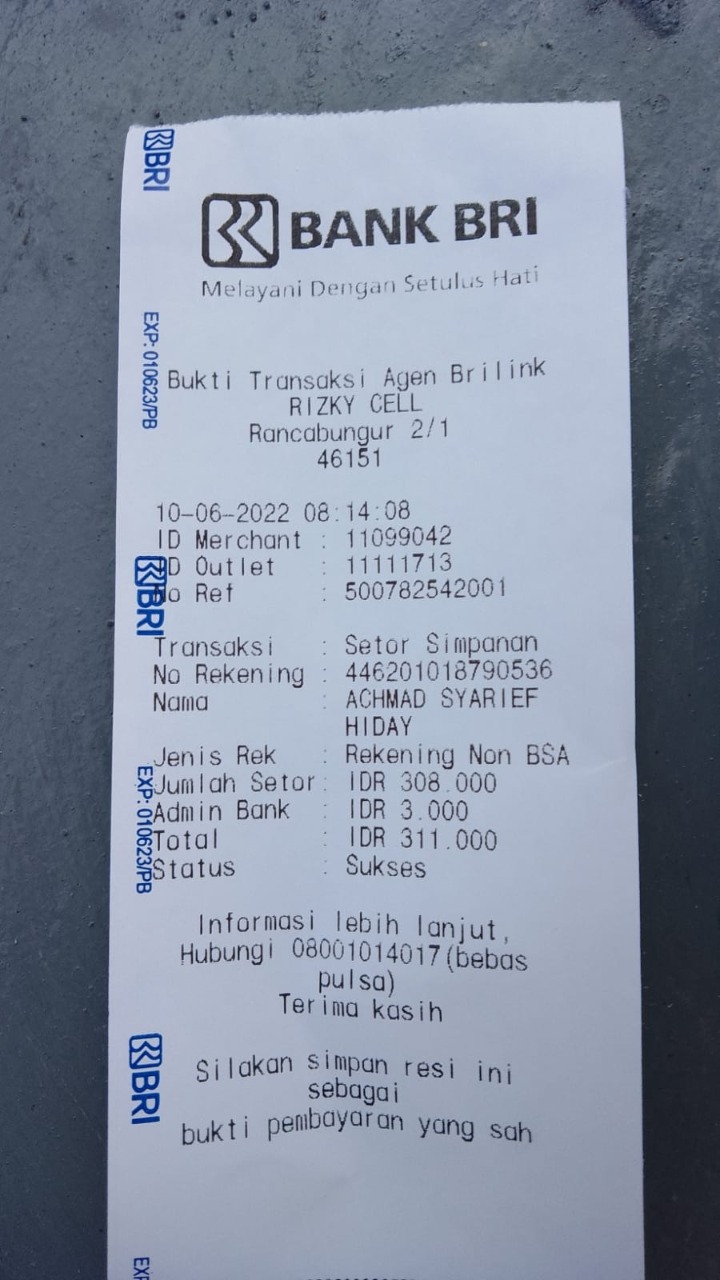 BRI
BANK BRI
Melayani Dengan Setulus Hati
EXP: 010623/PB
Bukti Transaksi Agen Brilink
RIZKY CELL
Rancabungur 2/1
46151
10-06-2022 08:14:08
ID Merchant : 11099042
ID Outlet : 11111713
BRI
No Ref : 500782542001
Transaksi : Setor Simpanan
No Rekening : 446201018790536
Nama : ACHMAD SYARIEF
HIDAY
Jenis Rek : Rekening Non BSA
Jumlah Setor: IDR 308.000
EXP: 010623/PB
Admin Bank : IDR 3.000
Total : IDR 311.000
Status : Sukses
Informasi lebih lanjut,
Hubungi 08001014017(bebas
pulsa)
Terima kasih
BRI
Silakan simpan resi ini
sebagai
bukti pembayaran yang sah